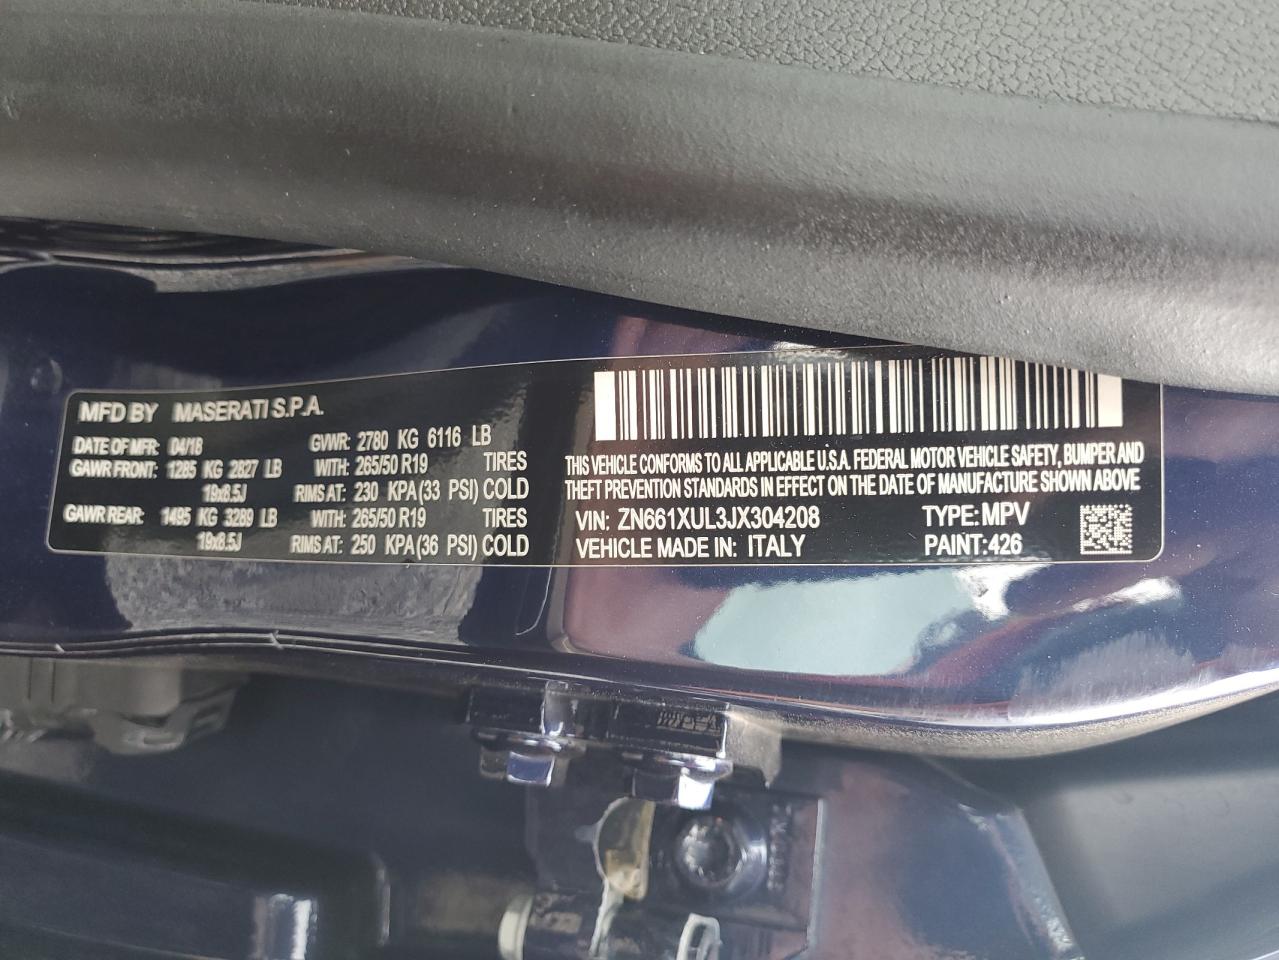 MFD BY MASERATI S.P.A.
DATE OF MFR: 04/18 GVWR: 2780 KG 6116 LB
GAWR FRONT: 1285 KG 2827 LB WITH: 265/50 R19 TIRES
19x8.5J RIMS AT: 230 KPA (33 PSI) COLD
GAWR REAR: 1495 KG 3289 LB WITH: 265/50 R19 TIRES
19x8.5J RIMS AT: 250 KPA (36 PSI) COLD
THIS VEHICLE CONFORMS TO ALL APPLICABLE U.S.A. FEDERAL MOTOR VEHICLE SAFETY, BUMPER AND
THEFT PREVENTION STANDARDS IN EFFECT ON THE DATE OF MANUFACTURE SHOWN ABOVE
VIN: ZN661XUL3JX304208 TYPE: MPV
VEHICLE MADE IN: ITALY PAINT:426